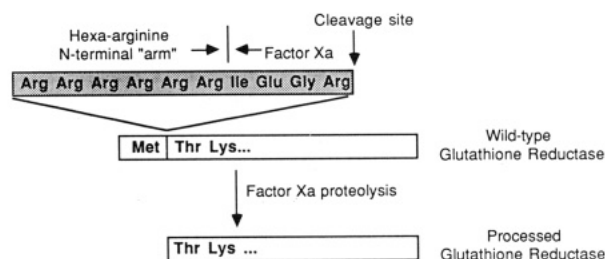 Hexa-arginine
N-terminal "arm"
Factor Xa
Cleavage site
Arg Arg Arg Arg Arg Arg Ile Glu Gly Arg
Met Thr Lys...
Wild-type
Glutathione Reductase
Factor Xa proteolysis
Thr Lys ...
Processed
Glutathione Reductase